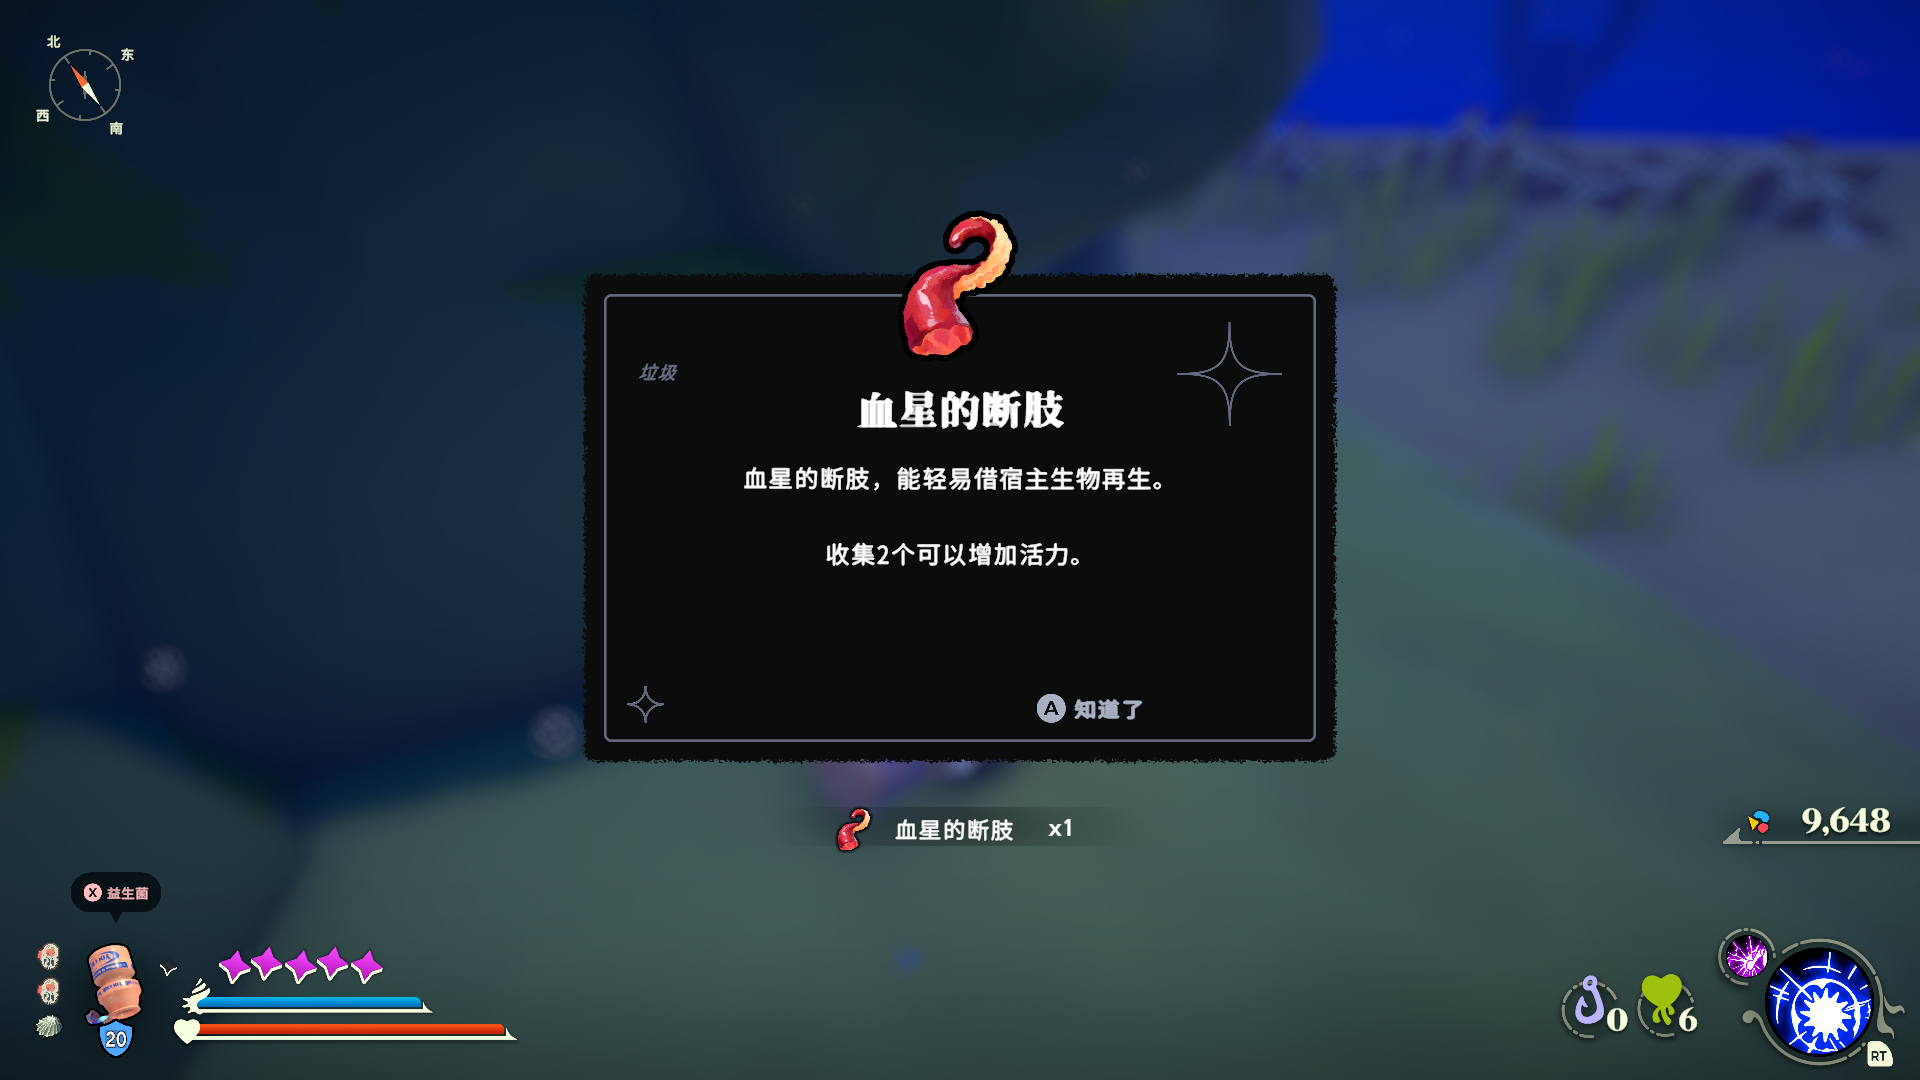 北
东
西
南
垃圾
血星的断肢
血星的断肢，能轻易借宿主生物再生。
收集2个可以增加活力。
A 知道了
血星的断肢 x1
9,648
X 益生菌
20
0
6
RT